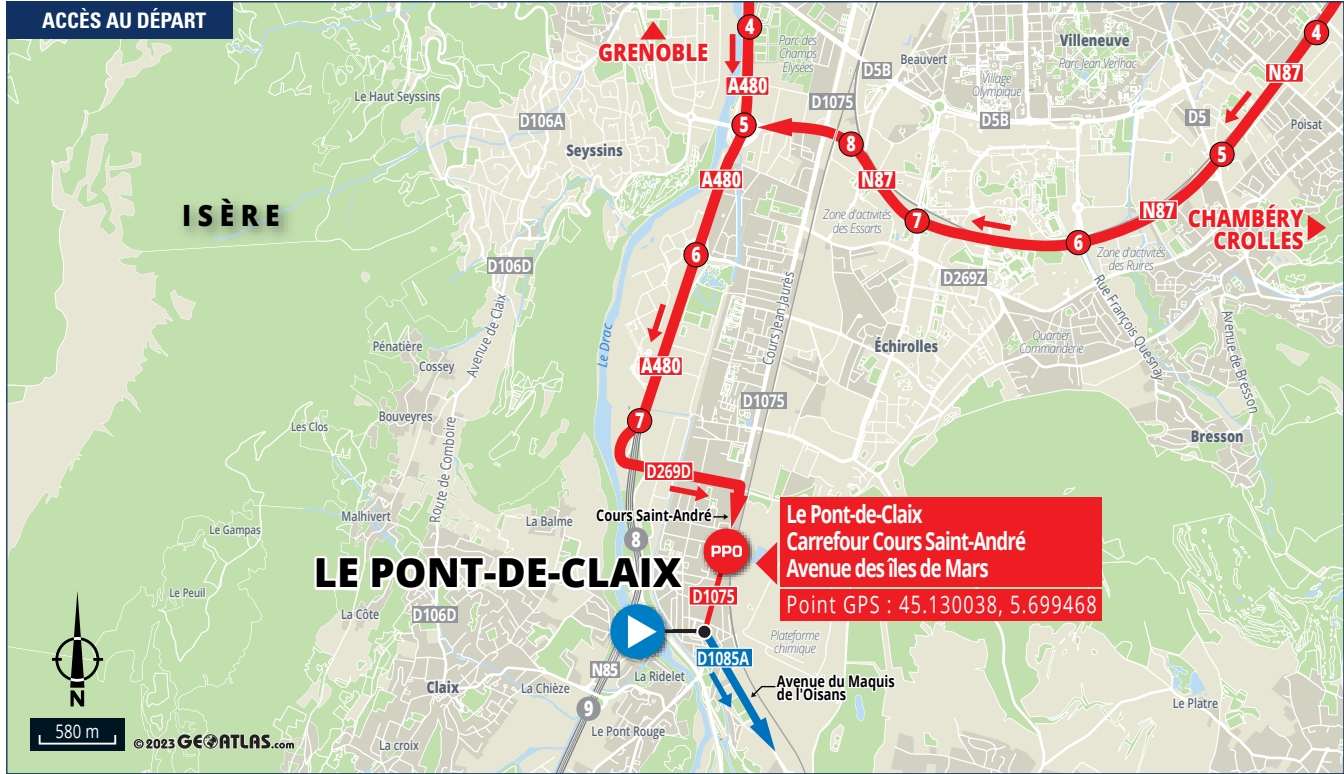 ACCÈS AU DÉPART
4
GRENOBLE
Parc des
Champs
Elysées
Villeneuve
Parc Jean Verlhac
4
Beauvert
D5B
N87
A480
Le Haut Seyssins
Village
Olympique
D1075
D106A
5
D5B
D5
Poisat
Seyssins
8
5
A480
N87
ISÈRE
Zone d'activités
des Essarts
7
N87
CHAMBÉRY
CROLLES
6
6
Zone d'activités
des Ruires
D106D
D269Z
Rue François Quesnay
Avenue de Claix
Le Drac
Cours Jean Jaurès
Avenue de Bresson
Pénatière
Cossey
A480
Échirolles
Quartier
Commanderie
D1075
Bouveyres
Les Clos
7
Bresson
Route de Comboire
D269D
Malhivert
Le Gampas
La Balme
Cours Saint-André
8
PPO
Le Pont-de-Claix
Carrefour Cours Saint-André
Avenue des îles de Mars
Point GPS : 45.130038, 5.699468
LE PONT-DE-CLAIX
Le Peuil
La Côte
D106D
D1075
Plateforme
chimique
D1085A
N85
La Ridelet
Avenue du Maquis
de l'Oisans
N
Claix
La Chièze
9
Le Platre
580 m
© 2023 GEOATLAS.com
Le Pont Rouge
La croix